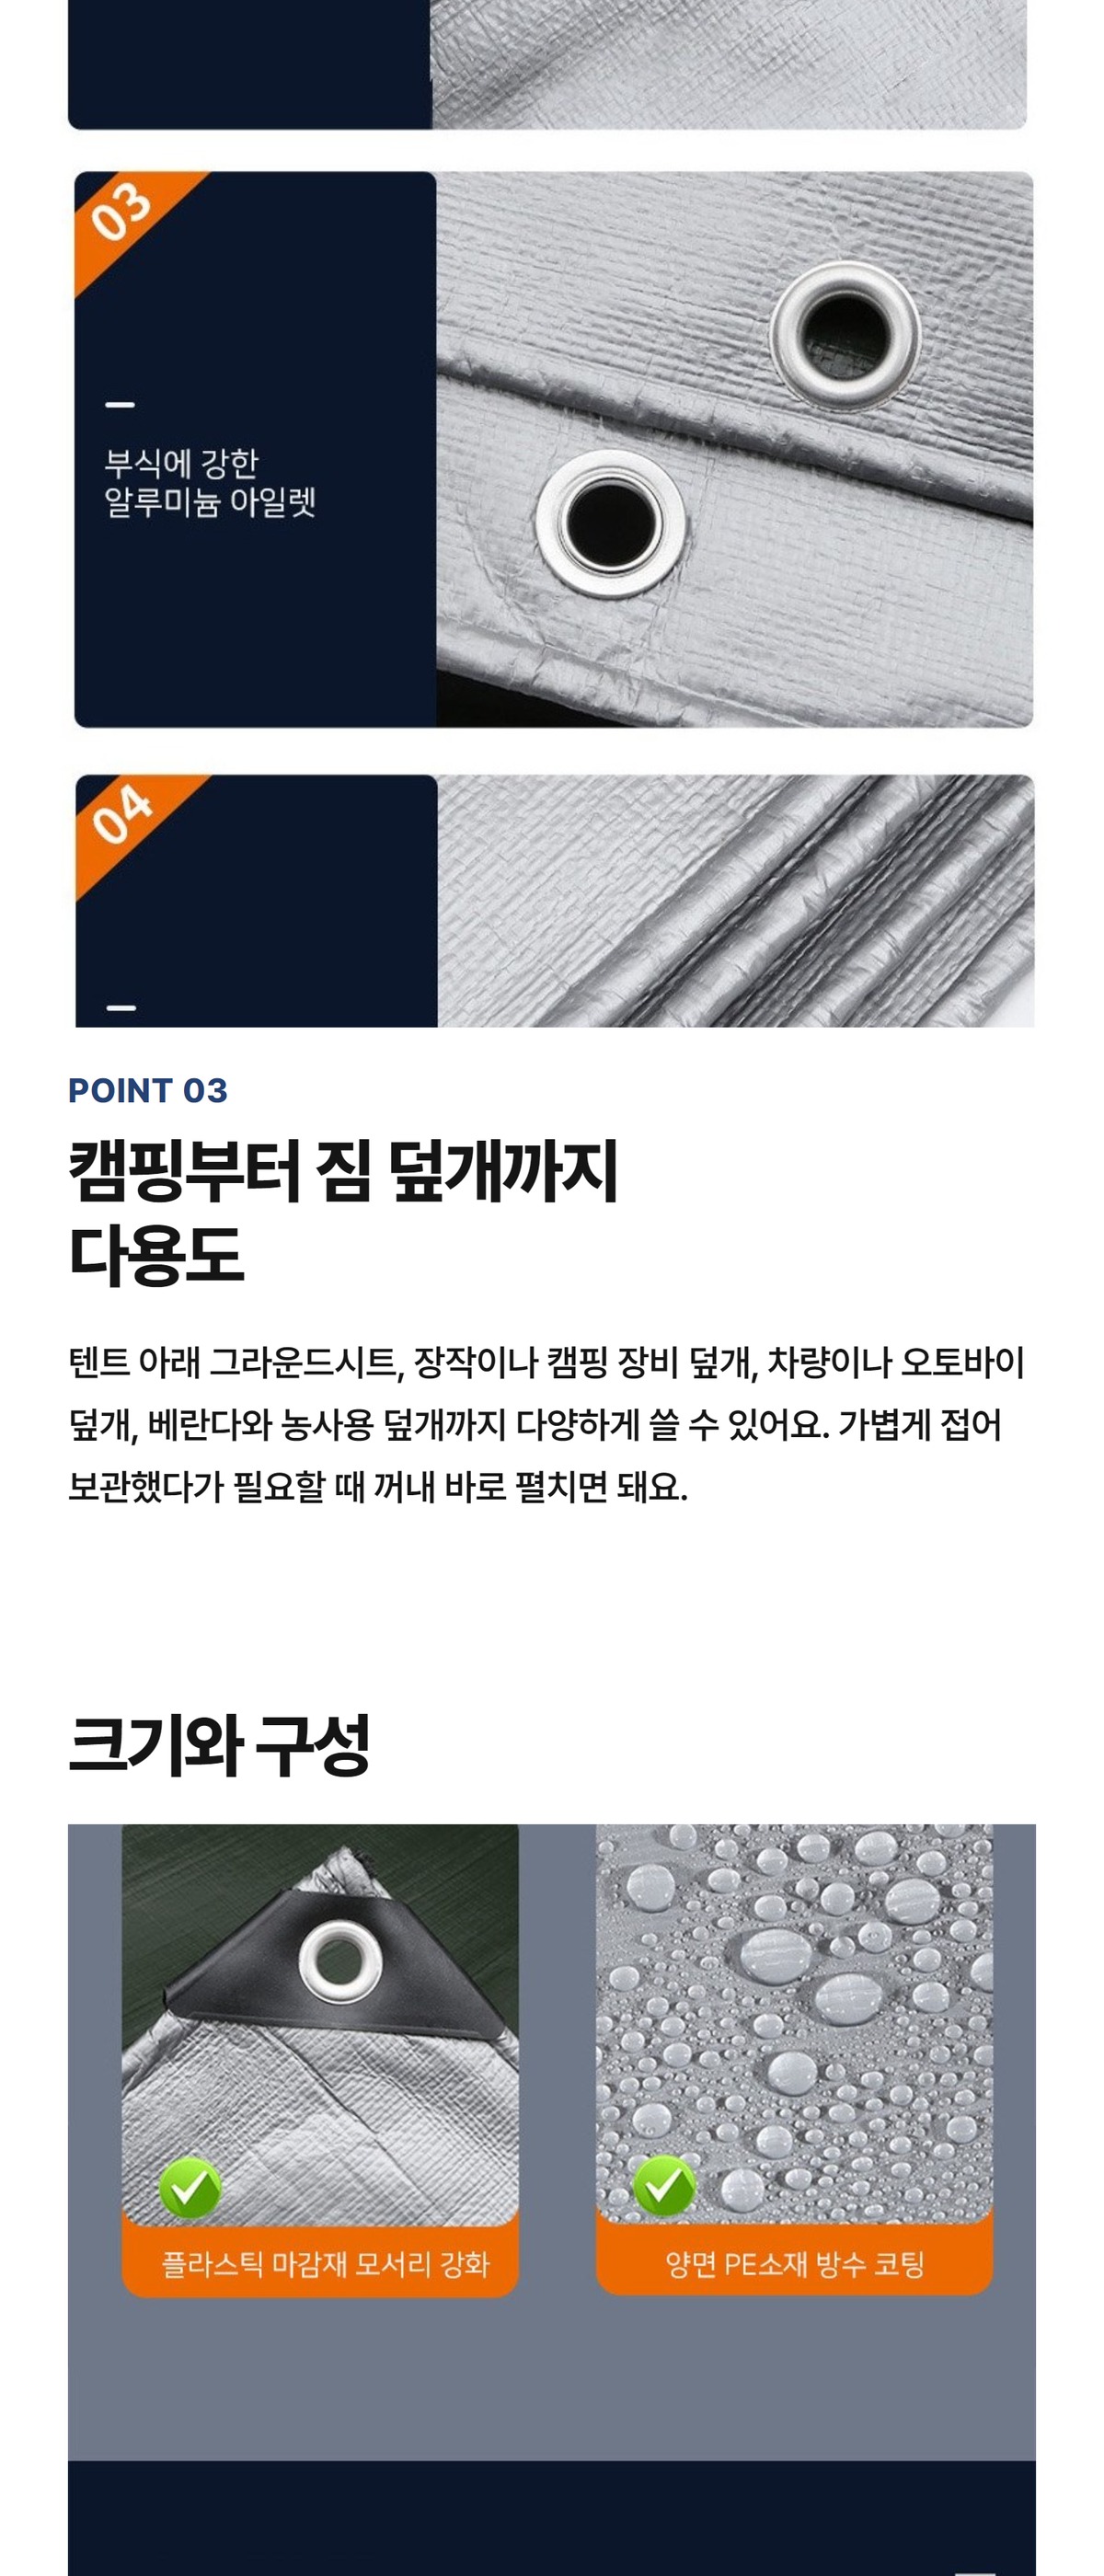 03
부식에 강한
알루미늄 아일렛
04
POINT 03
캠핑부터 짐 덮개까지
다용도
텐트 아래 그라운드시트, 장작이나 캠핑 장비 덮개, 차량이나 오토바이
덮개, 베란다와 농사용 덮개까지 다양하게 쓸 수 있어요. 가볍게 접어
보관했다가 필요할 때 꺼내 바로 펼치면 돼요.
크기와 구성
플라스틱 마감재 모서리 강화
양면 PE소재 방수 코팅